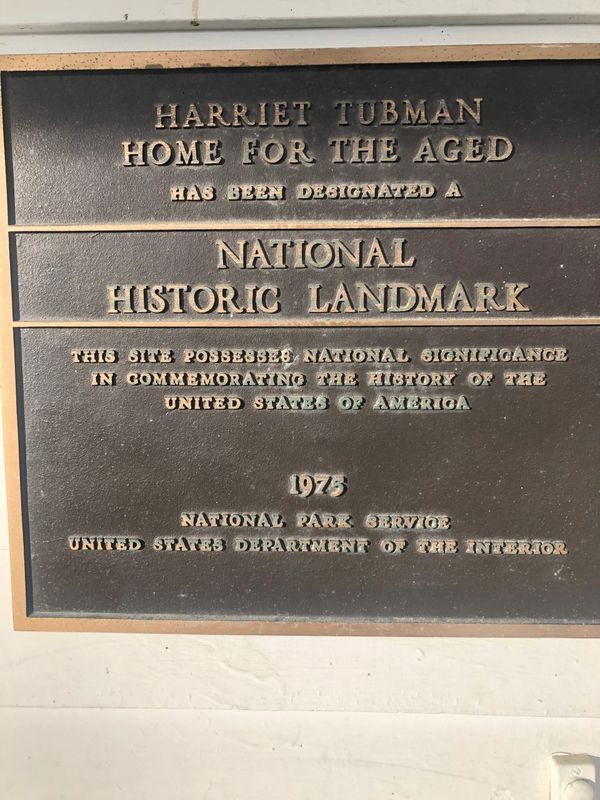 HARRIET TUBMAN
HOME FOR THE AGED
HAS BEEN DESIGNATED A
NATIONAL
HISTORIC LANDMARK
THIS SITE POSSESSES NATIONAL SIGNIFICANCE
IN COMMEMORATING THE HISTORY OF THE
UNITED STATES OF AMERICA
1975
NATIONAL PARK SERVICE
UNITED STATES DEPARTMENT OF THE INTERIOR